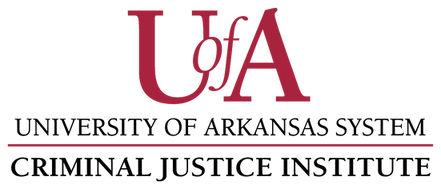 UofA
UNIVERSITY OF ARKANSAS SYSTEM
CRIMINAL JUSTICE INSTITUTE